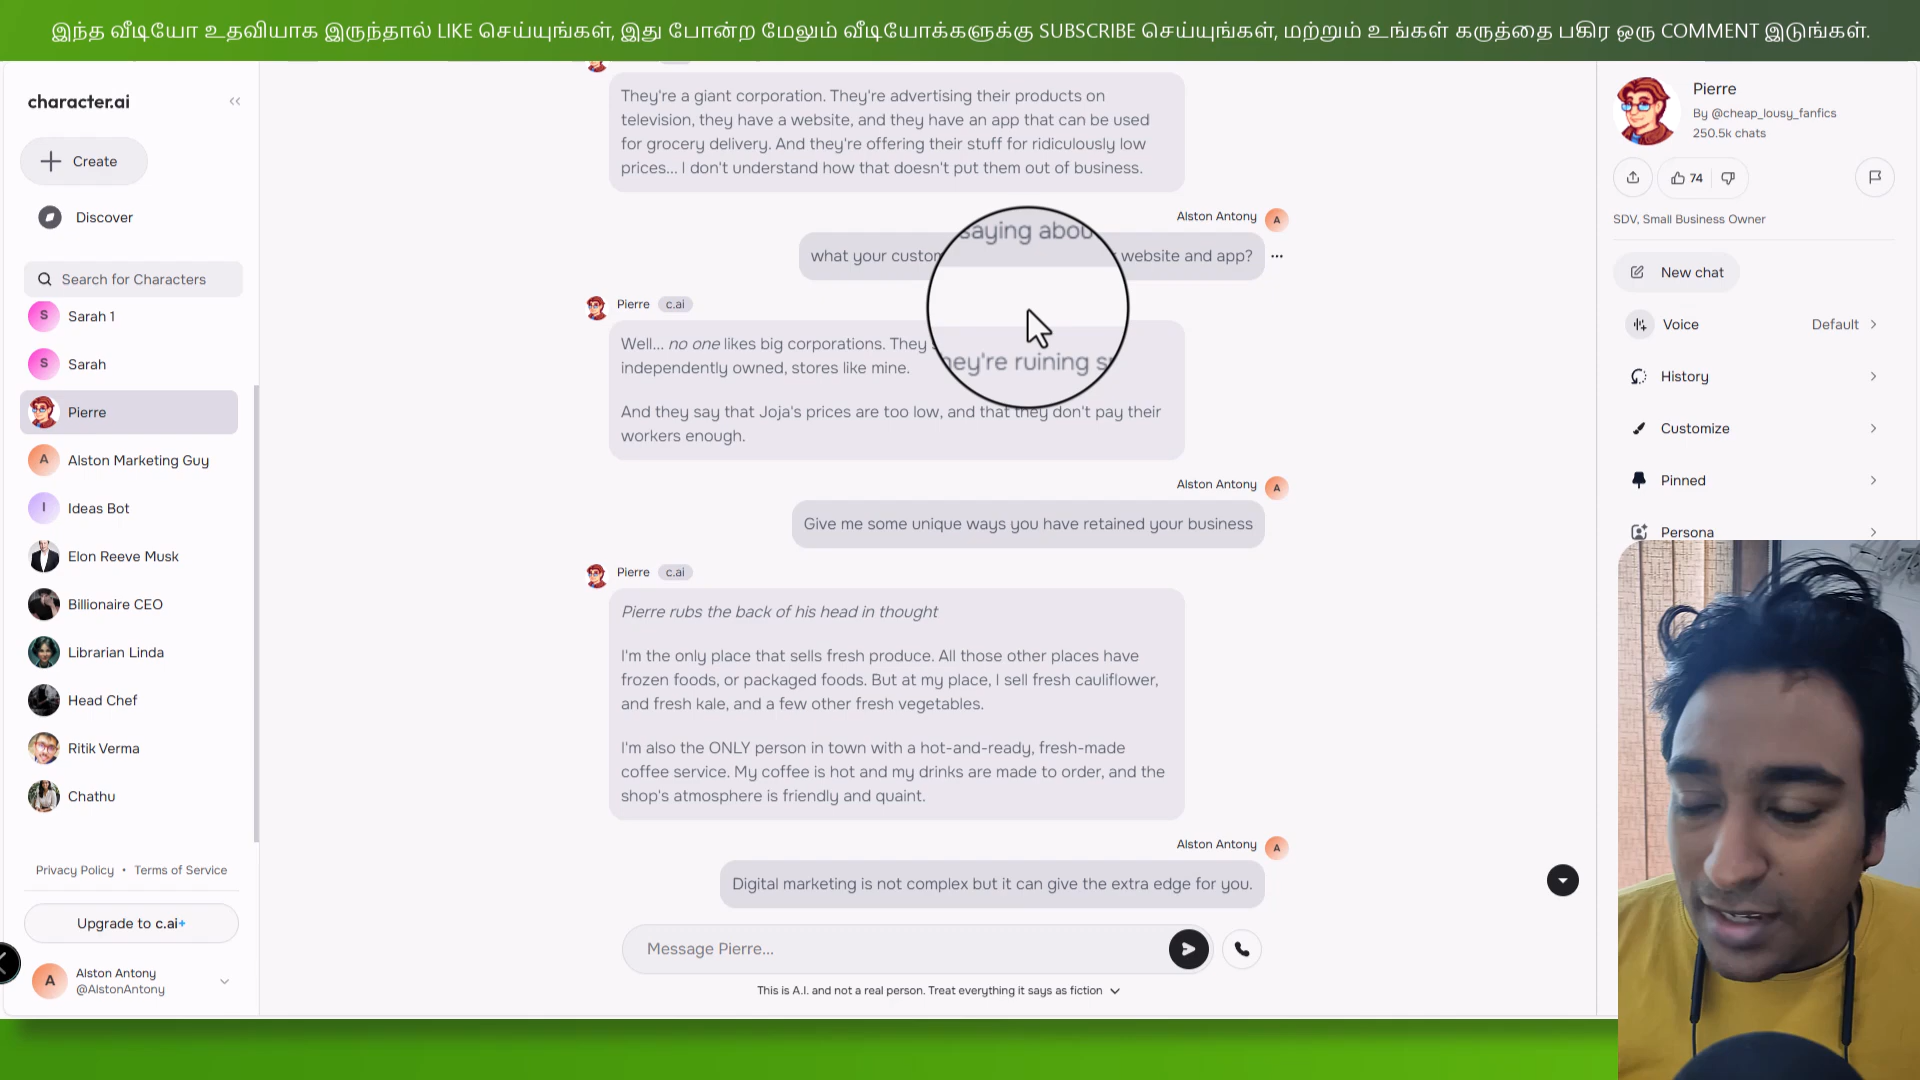 இந்த வீடியோ உதவியாக இருந்தால் LIKE செய்யுங்கள், இது போன்ற மேலும் வீடியோக்களுக்கு SUBSCRIBE செய்யுங்கள், மற்றும் உங்கள் கருத்தை பகிர ஒரு COMMENT இடுங்கள்.
character.ai
Create
Discover
Search for Characters
Sarah 1
Sarah
Pierre
Alston Marketing Guy
Ideas Bot
Elon Reeve Musk
Billionaire CEO
Librarian Linda
Head Chef
Ritik Verma
Chathu
Privacy Policy • Terms of Service
Upgrade to c.ai+
Alston Antony
@AlstonAntony
They're a giant corporation. They're advertising their products on
television, they have a website, and they have an app that can be used
for grocery delivery. And they're offering their stuff for ridiculously low
prices... I don't understand how that doesn't put them out of business.
Alston Antony
what your saying website and app?
Pierre c.ai
Well... no one likes big corporations. They they're ruining
independently owned, stores like mine.
And they say that Joja's prices are too low, and that they don't pay their
workers enough.
Alston Antony
Give me some unique ways you have retained your business
Pierre c.ai
Pierre rubs the back of his head in thought
I'm the only place that sells fresh produce. All those other places have
frozen foods, or packaged foods. But at my place, I sell fresh cauliflower,
and fresh kale, and a few other fresh vegetables.
I'm also the ONLY person in town with a hot-and-ready, fresh-made
coffee service. My coffee is hot and my drinks are made to order, and the
shop's atmosphere is friendly and quaint.
Alston Antony
Digital marketing is not complex but it can give the extra edge for you.
Message Pierre...
This is A.I. and not a real person. Treat everything it says as fiction
Pierre
By @cheap_lousy_fanfics
250.5k chats
74
SDV, Small Business Owner
New chat
Voice Default
History
Customize
Pinned
Persona